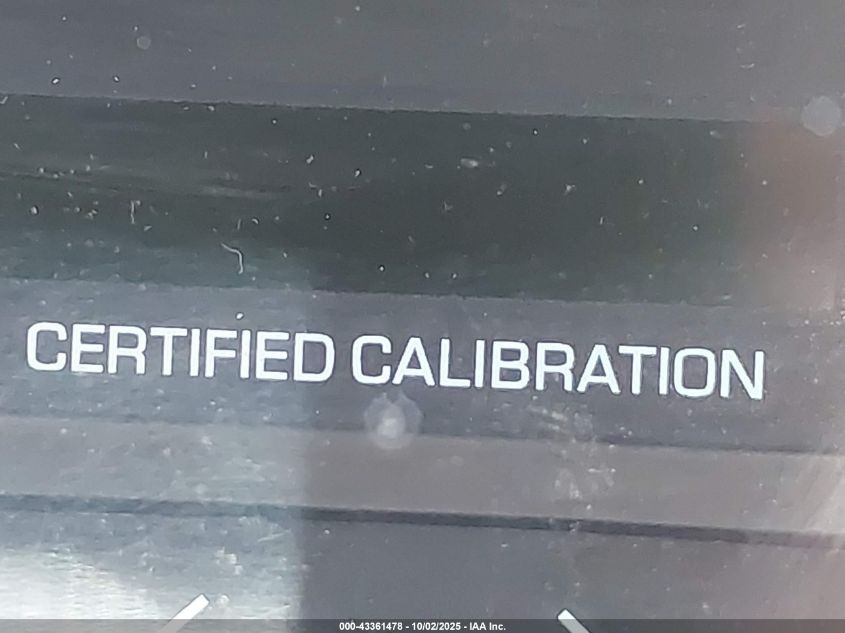 CERTIFIED CALIBRATION
000-43361478 - 10/02/2025 - IAA Inc.